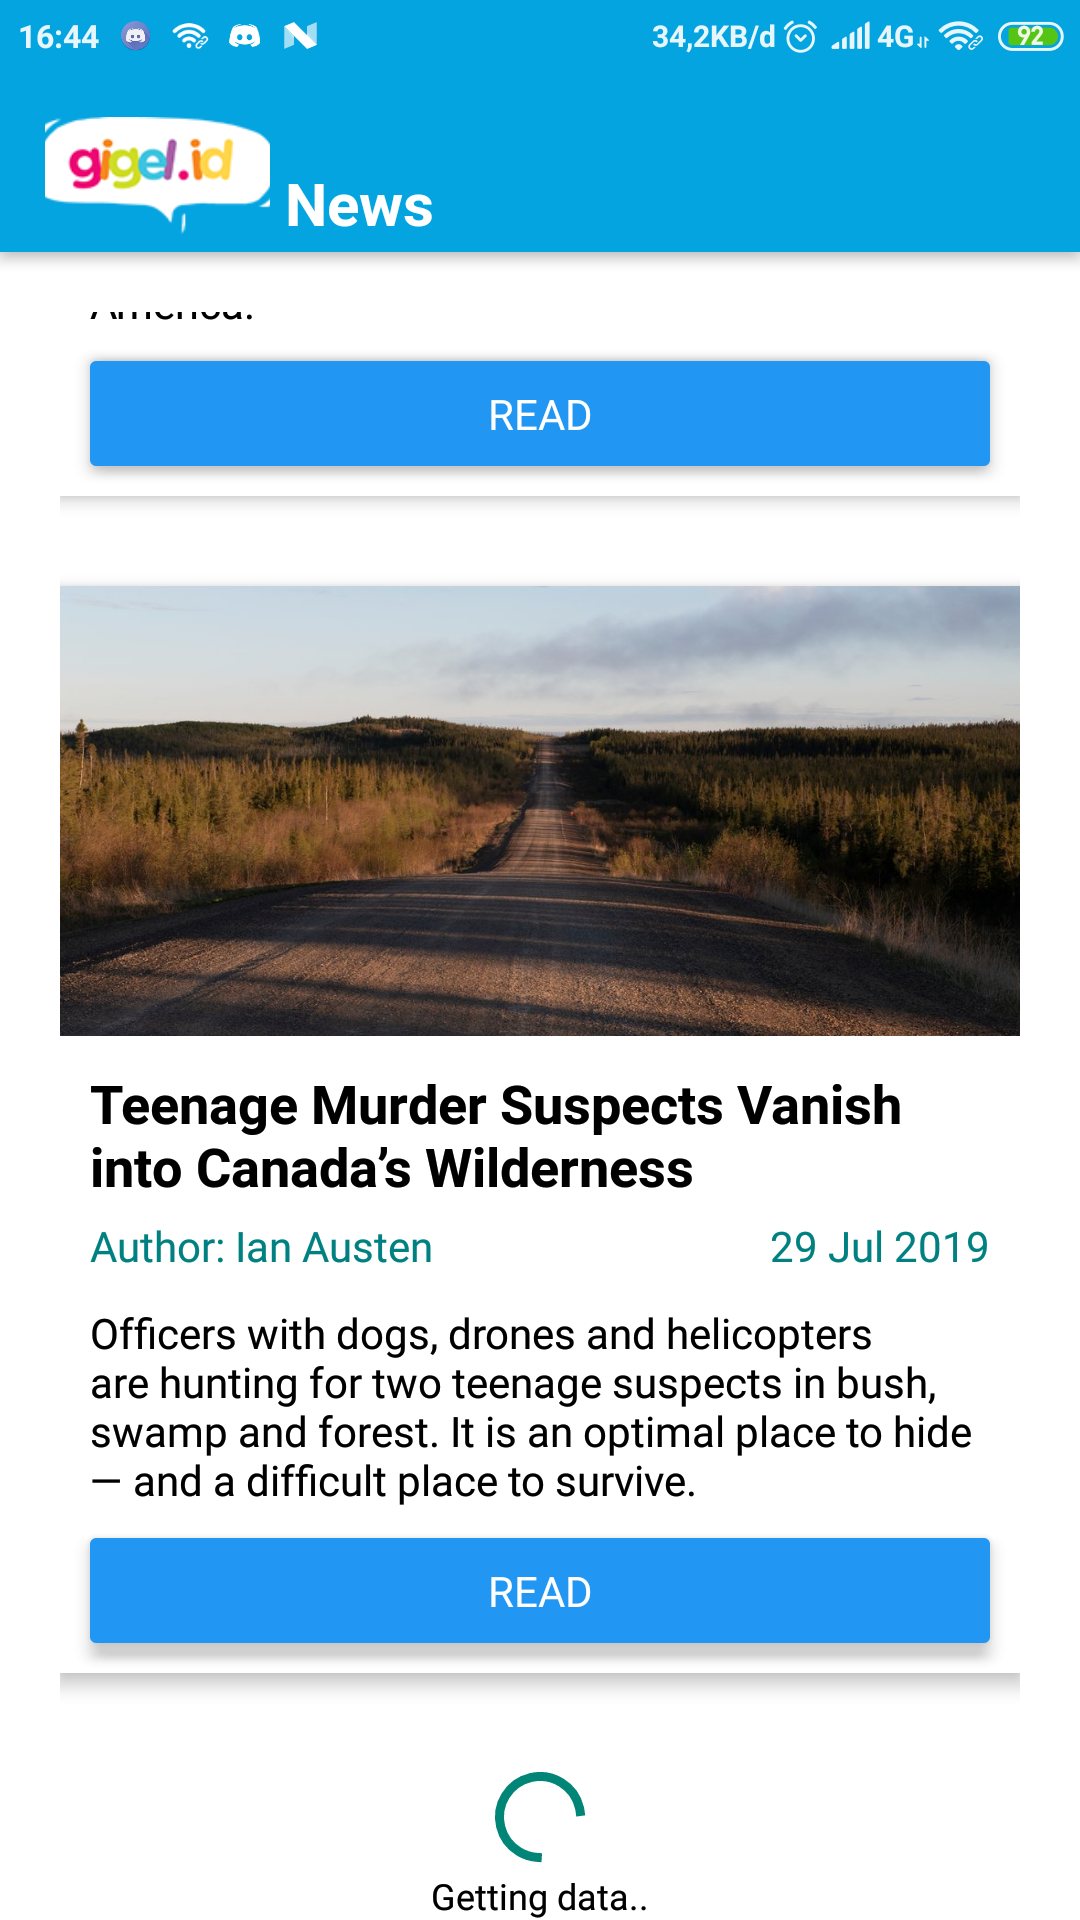 16:44 34,2KB/d 4G 92
gigel.id News
America.
READ
Teenage Murder Suspects Vanish
into Canada’s Wilderness
Author: Ian Austen 29 Jul 2019
Officers with dogs, drones and helicopters
are hunting for two teenage suspects in bush,
swamp and forest. It is an optimal place to hide
— and a difficult place to survive.
READ
Getting data..